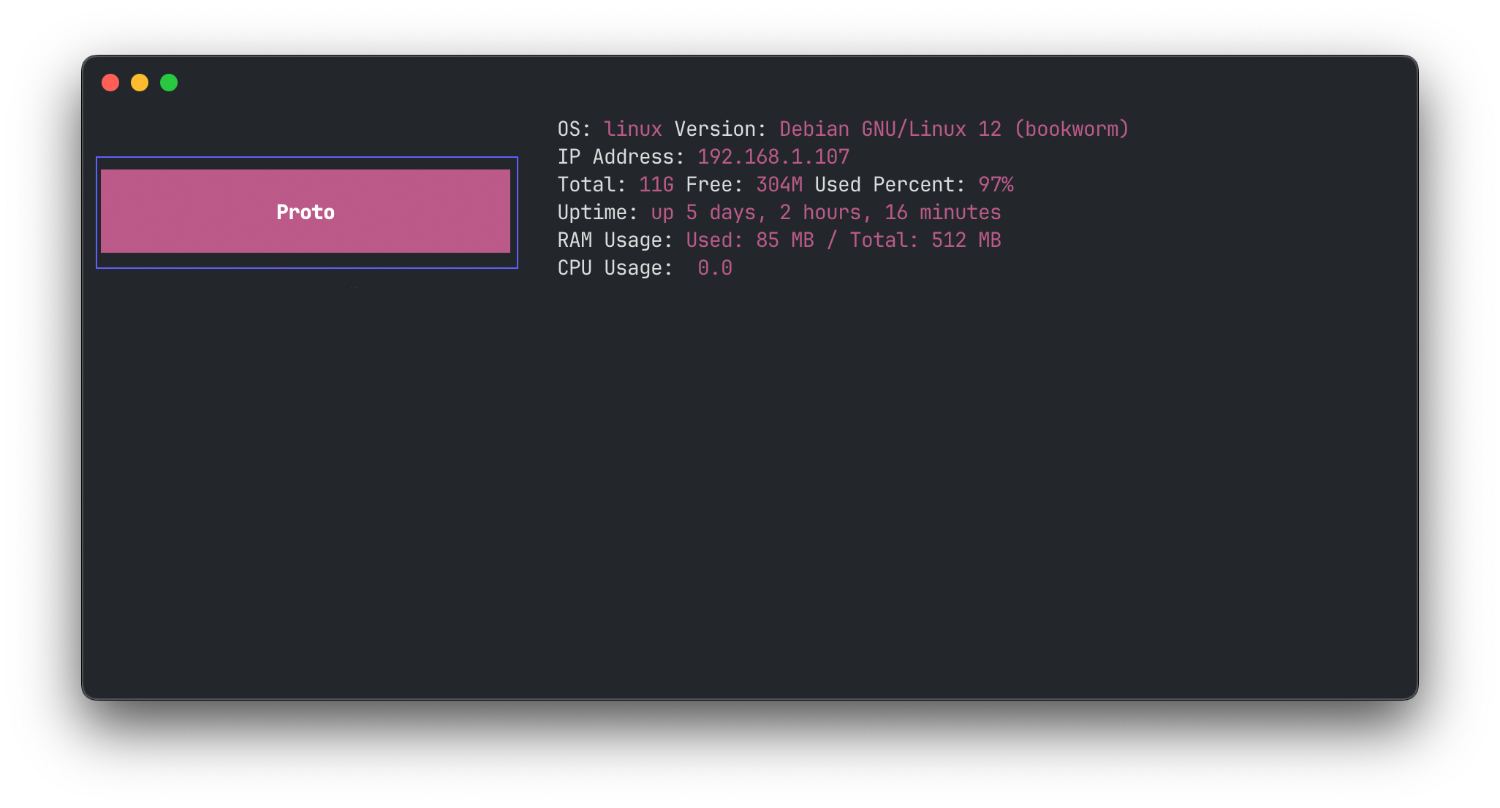 Proto
OS: linux Version: Debian GNU/Linux 12 (bookworm)
IP Address: 192.168.1.107
Total: 11G Free: 304M Used Percent: 97%
Uptime: up 5 days, 2 hours, 16 minutes
RAM Usage: Used: 85 MB / Total: 512 MB
CPU Usage:  0.0